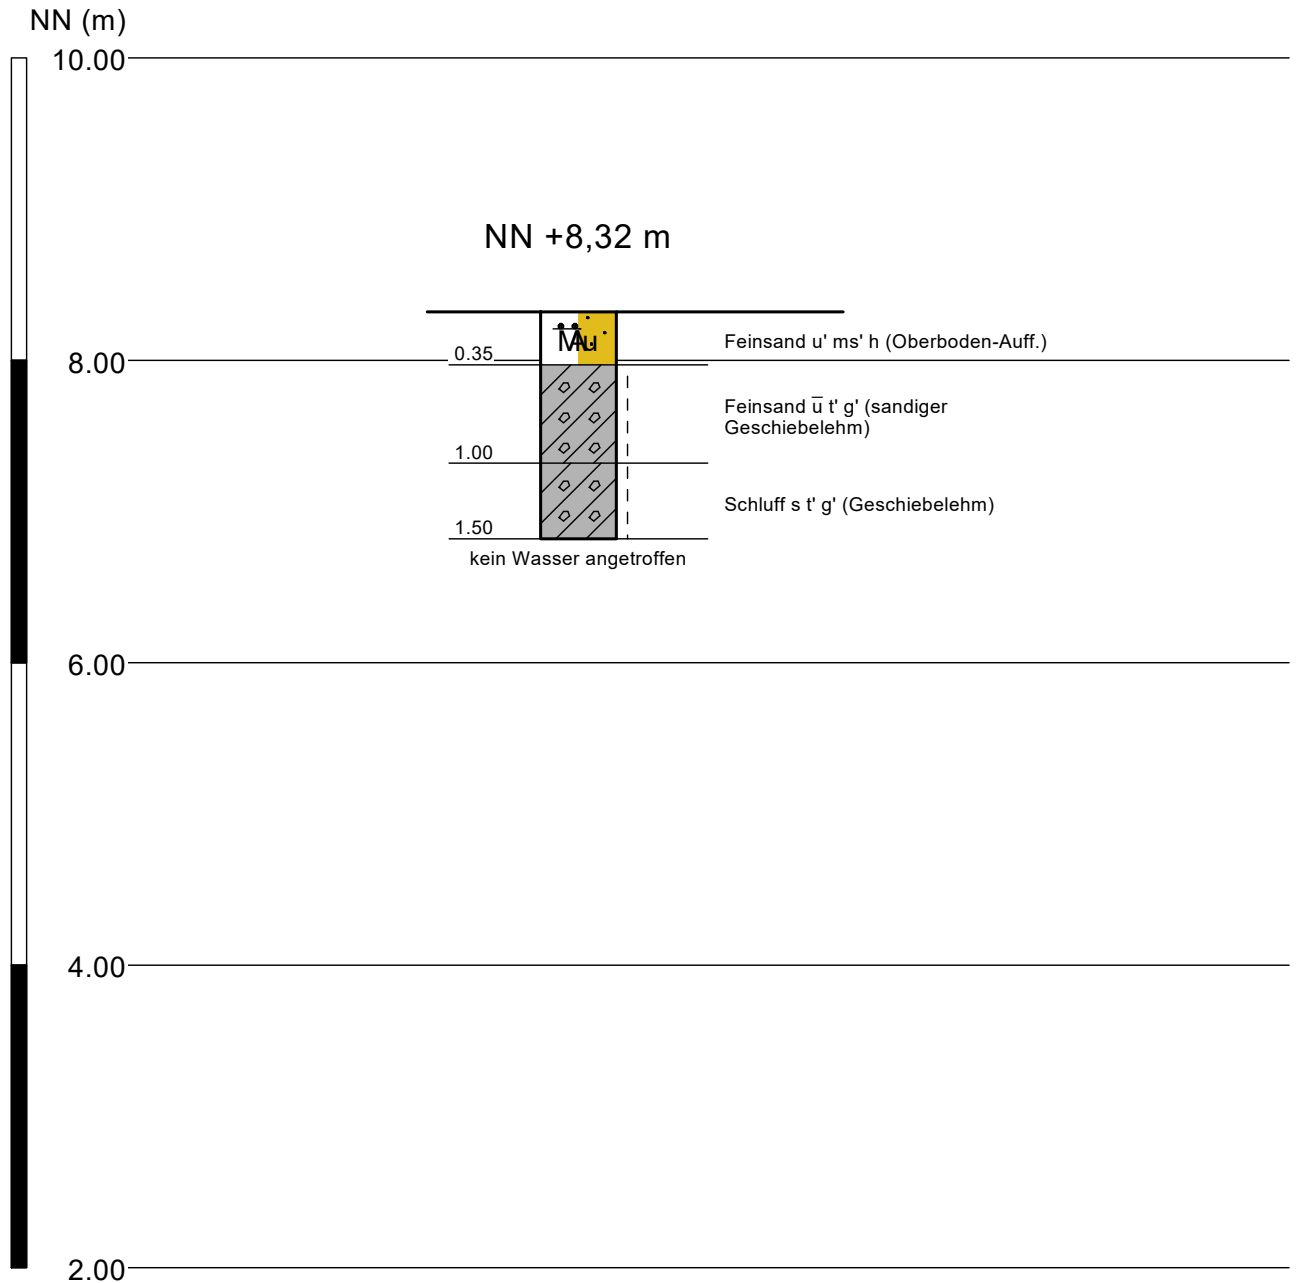 NN (m)
10.00
NN +8,32 m
Mu
A
Feinsand u' ms' h (Oberboden-Auff.)
0.35
8.00
Feinsand u̅ t' g' (sandiger
Geschiebelehm)
1.00
Schluff s t' g' (Geschiebelehm)
1.50
kein Wasser angetroffen
6.00
4.00
2.00